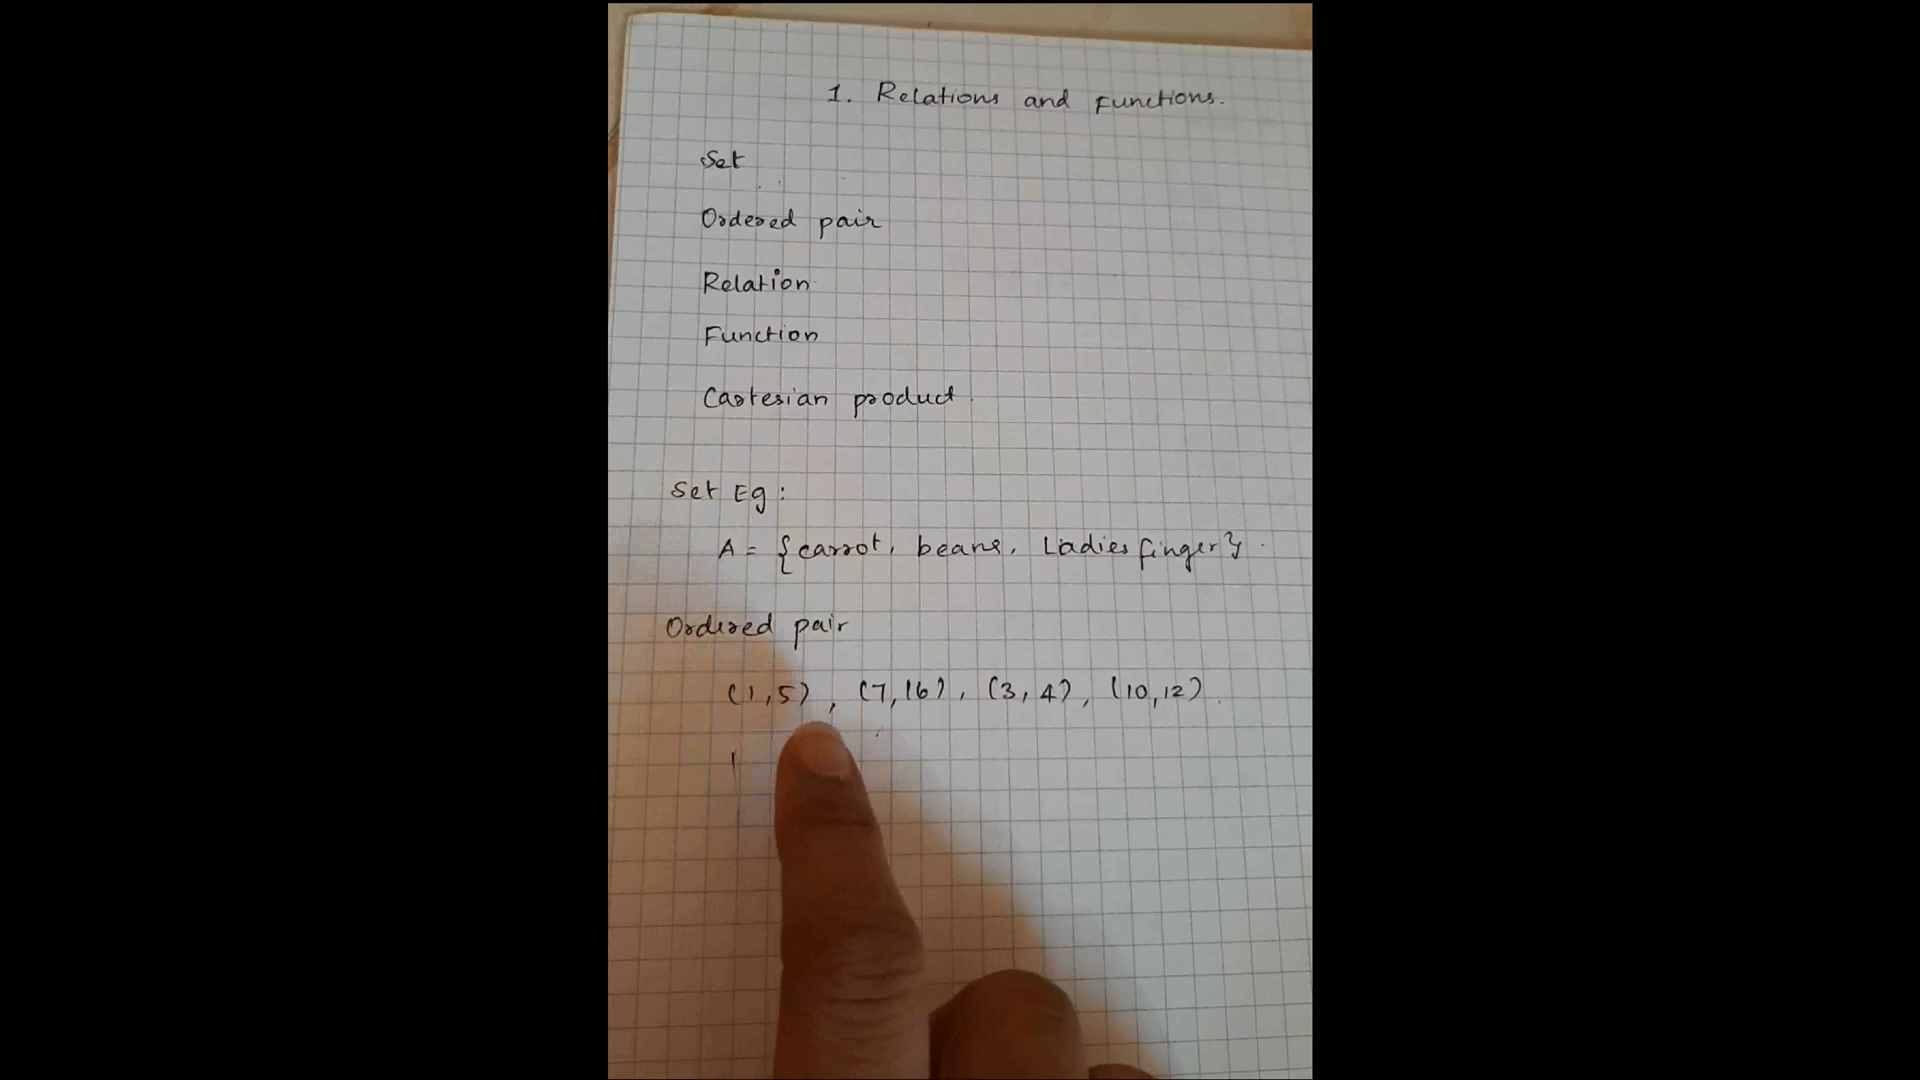 1. Relations and Functions.
Set
Ordered pair
Relation
Function
Cartesian product
Set Eg:
A = {carrot, beans, Ladies finger}.
Ordered pair
(1,5), (7,16), (3,4), (10,12).